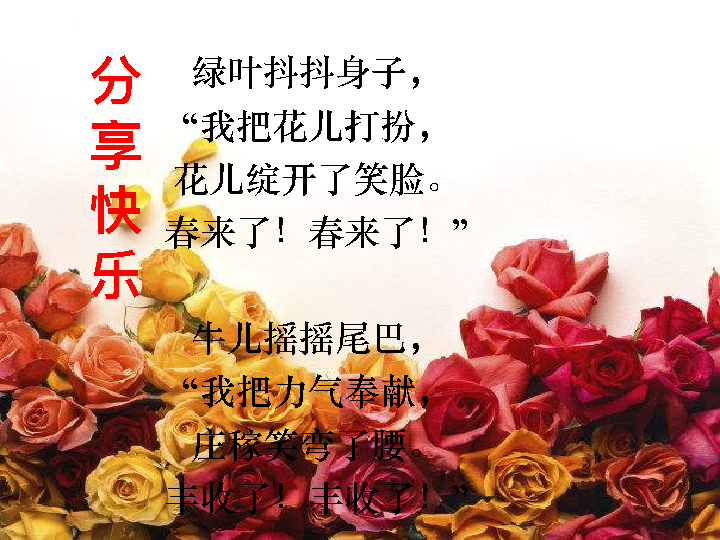 分享快乐
绿叶抖抖身子，
“我把花儿打扮，
花儿绽开了笑脸。
春来了！春来了！”
牛儿摇摇尾巴，
“我把力气奉献，
庄稼笑弯了腰。
丰收了！丰收了！”